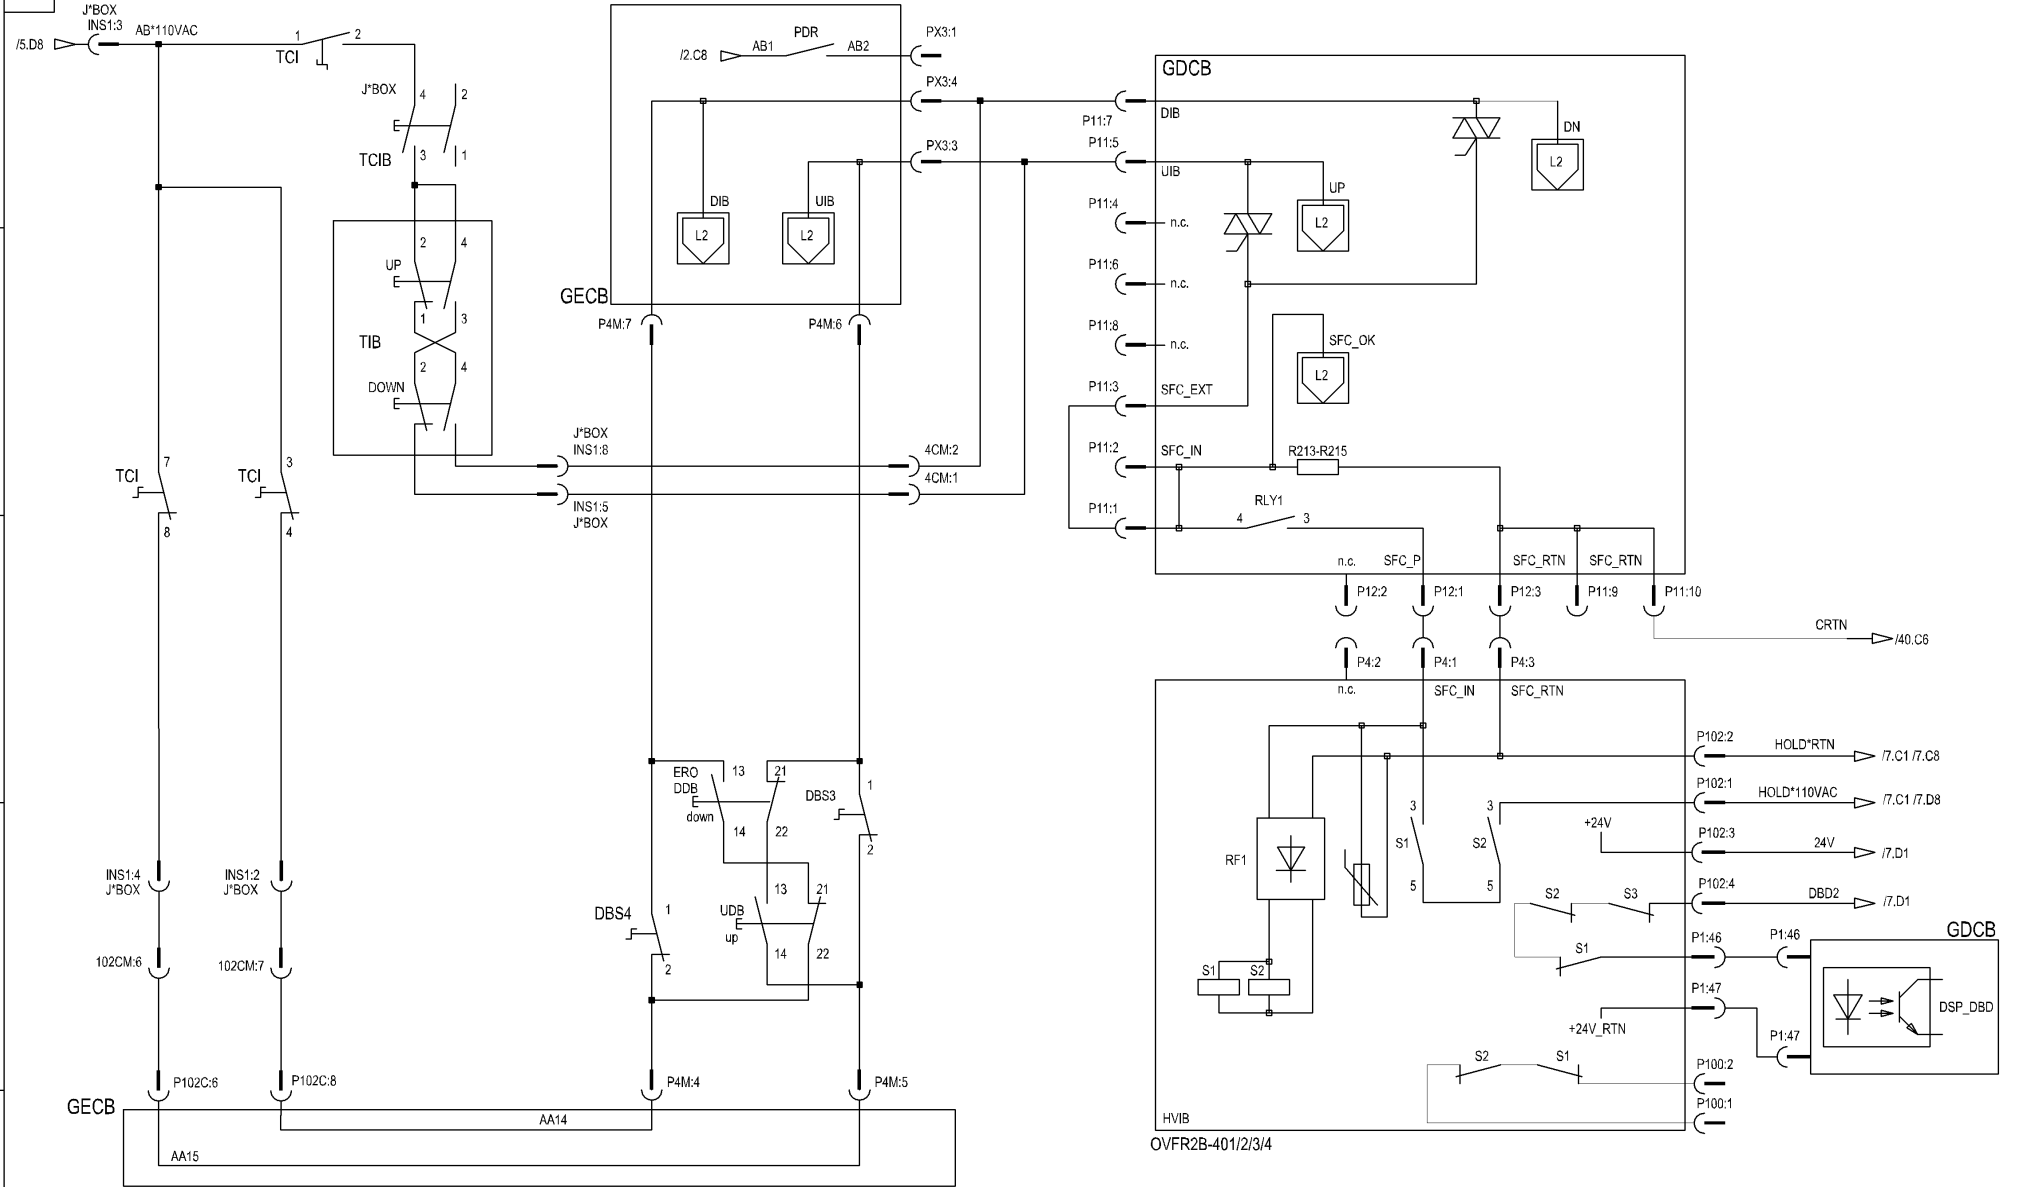 J*BOX
INS1:3
/5.D8
AB*110VAC
1
2
TCI
J*BOX
4
2
TCIB
3
1
2
4
UP
1
3
TIB
2
4
DOWN
TCI
7
8
TCI
3
4
INS1:4
J*BOX
INS1:2
J*BOX
102CM:6
102CM:7
P102C:6
P102C:8
GECB
AA14
AA15
PDR
/2.C8
AB1
AB2
PX3:1
PX3:4
PX3:3
DIB
L2
UIB
L2
GECB
P4M:7
P4M:6
J*BOX
INS1:8
INS1:5
J*BOX
4CM:2
4CM:1
ERO
DDB
down
13
21
14
22
DBS3
1
2
DBS4
1
2
UDB
up
13
21
14
22
P4M:4
P4M:5
GDCB
P11:7
DIB
P11:5
UIB
P11:4
n.c.
P11:6
n.c.
P11:8
n.c.
P11:3
SFC_EXT
P11:2
SFC_IN
P11:1
DN
L2
UP
L2
SFC_OK
L2
R213-R215
RLY1
4
3
n.c.
SFC_P
SFC_RTN
SFC_RTN
P12:2
P12:1
P12:3
P11:9
P11:10
CRTN
/40.C6
P4:2
P4:1
P4:3
n.c.
SFC_IN
SFC_RTN
P102:2
HOLD*RTN
/7.C1 /7.C8
P102:1
HOLD*110VAC
/7.C1 /7.D8
+24V
P102:3
24V
/7.D1
P102:4
DBD2
/7.D1
RF1
3
S1
5
3
S2
5
S2
S3
S1
P1:46
P1:46
GDCB
P1:47
P1:47
DSP_DBD
+24V_RTN
S1
S2
S2
S1
P100:2
P100:1
HVIB
OVFR2B-401/2/3/4